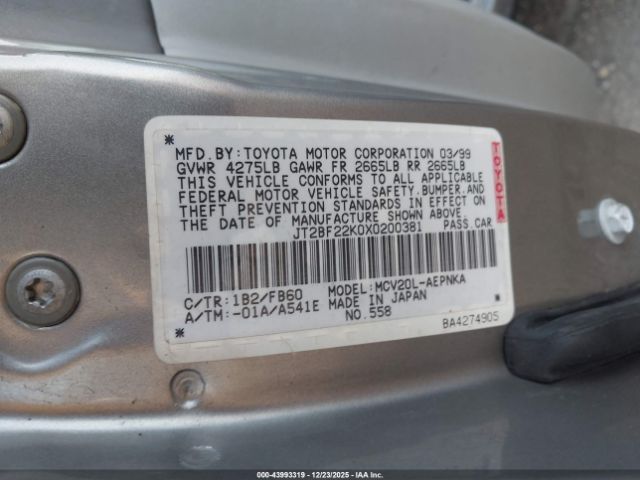 MFD. BY: TOYOTA MOTOR CORPORATION 03/99
GVWR 4275LB GAWR FR 2665LB RR 2665LB
THIS VEHICLE CONFORMS TO ALL APPLICABLE
FEDERAL MOTOR VEHICLE SAFETY, BUMPER, AND
THEFT PREVENTION STANDARDS IN EFFECT ON
THE DATE OF MANUFACTURE SHOWN ABOVE.
JT2BF22K0X0200381 PASS. CAR
TOYOTA
C/TR: 1B2/FB60 MODEL: MCV20L-AEPNKA
A/TM: -01A/A541E MADE IN JAPAN
NO. 558
BA4274905
000-43993319 | 12/23/2025 | IAAI.COM